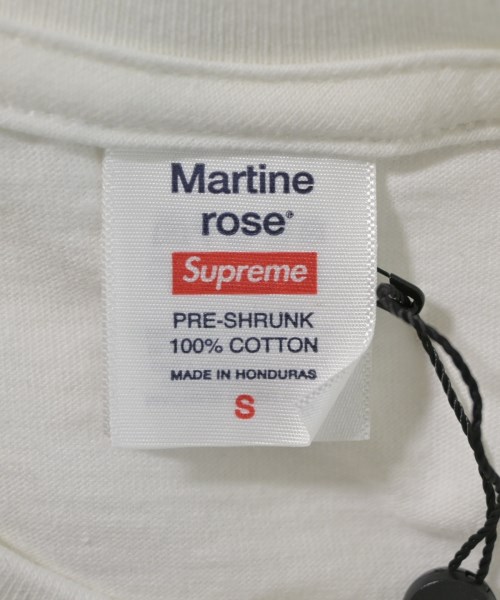 Martine
rose®
Supreme
PRE-SHRUNK
100% COTTON
MADE IN HONDURAS
S